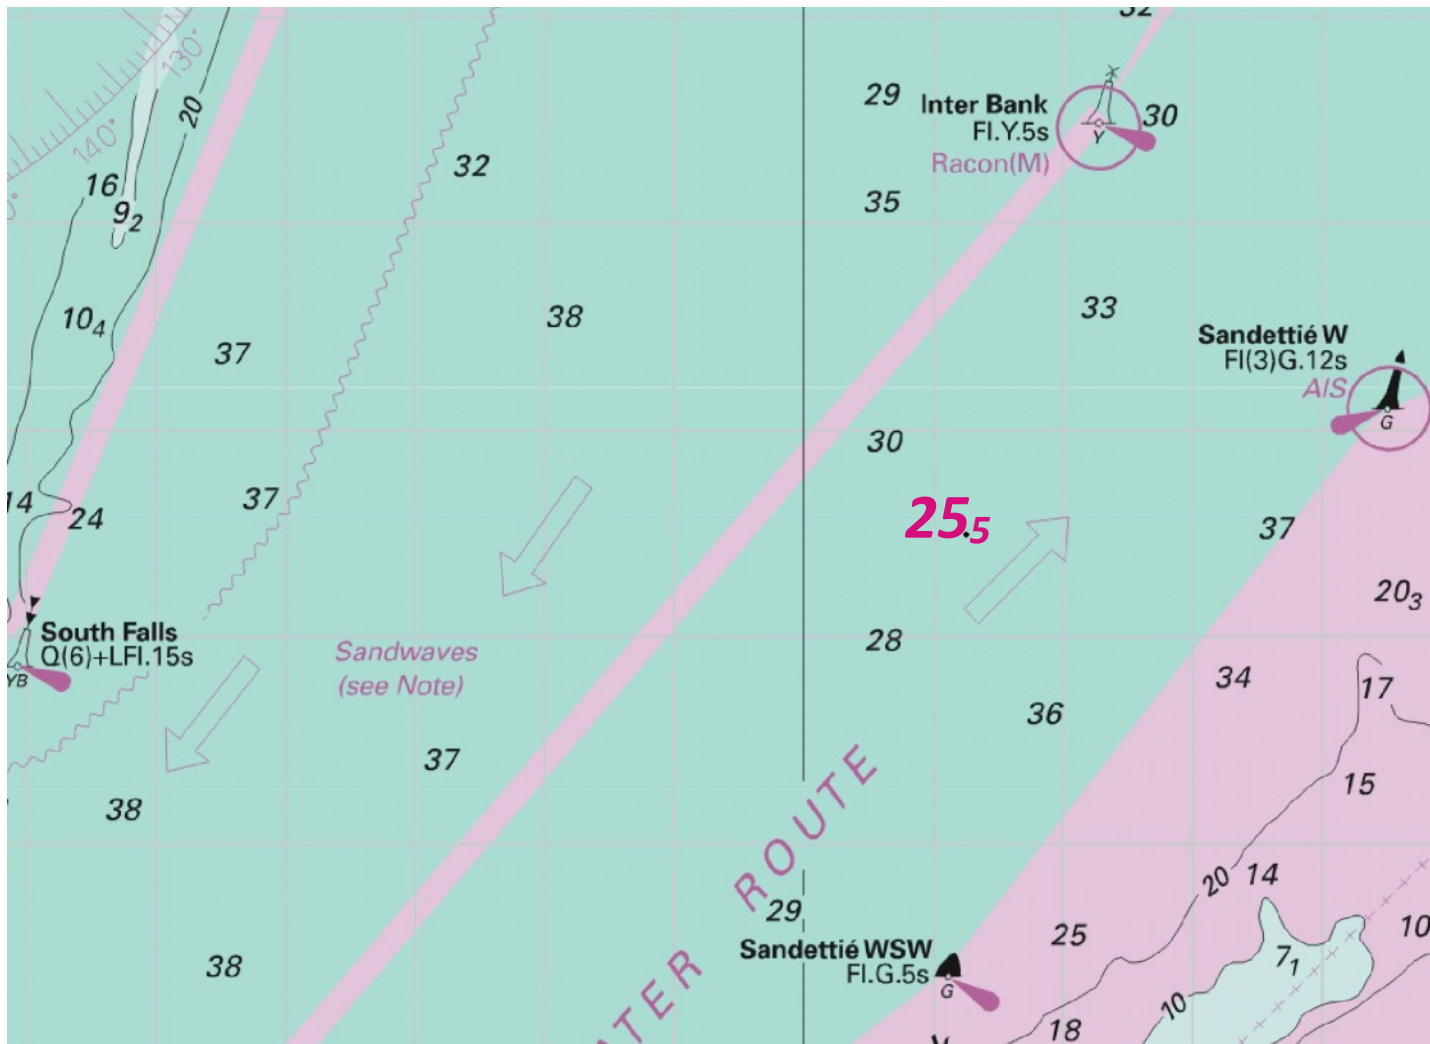 32
130°
140°
20
29
Inter Bank
Fl.Y.5s
Racon(M)
Y
30
16
9₂
32
35
10₄
37
38
33
Sandettié W
Fl(3)G.12s
AIS
G
30
14
24
37
25.5
37
20₃
South Falls
Q(6)+LFl.15s
YB
Sandwaves
(see Note)
28
34
17
36
37
38
15
ROUTE
20
14
29
25
10
38
Sandettié WSW
Fl.G.5s
G
7₁
10
18